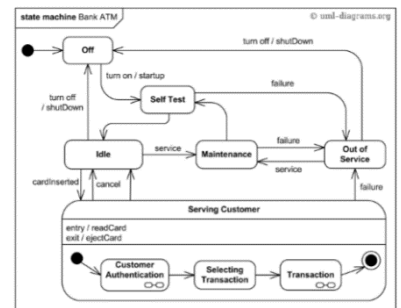 state machine Bank ATM
© uml-diagrams.org
turn off / shutDown
Off
turn on / startup
failure
Self Test
turn off
/ shutDown
Idle
service
Maintenance
failure
service
Out of
Service
cardInserted
cancel
failure
Serving Customer
entry / readCard
exit / ejectCard
Customer
Authentication
Selecting
Transaction
Transaction